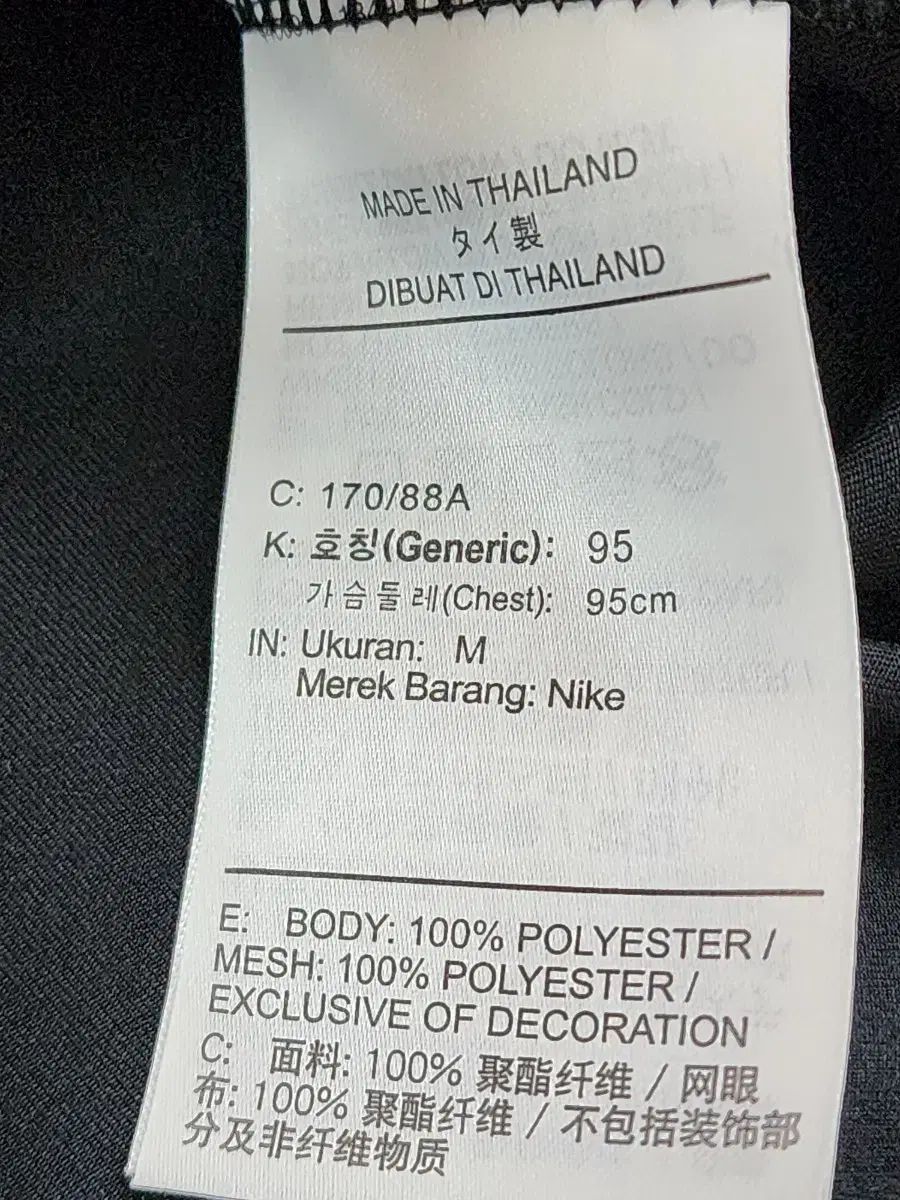 MADE IN THAILAND
タイ製
DIBUAT DI THAILAND
C: 170/88A
K: 호칭(Generic): 95
가슴둘레(Chest): 95cm
IN: Ukuran: M
Merek Barang: Nike
E: BODY: 100% POLYESTER /
MESH: 100% POLYESTER /
EXCLUSIVE OF DECORATION
C: 面料: 100% 聚酯纤维 / 网眼
布: 100% 聚酯纤维 / 不包括装饰部
分及非纤维物质